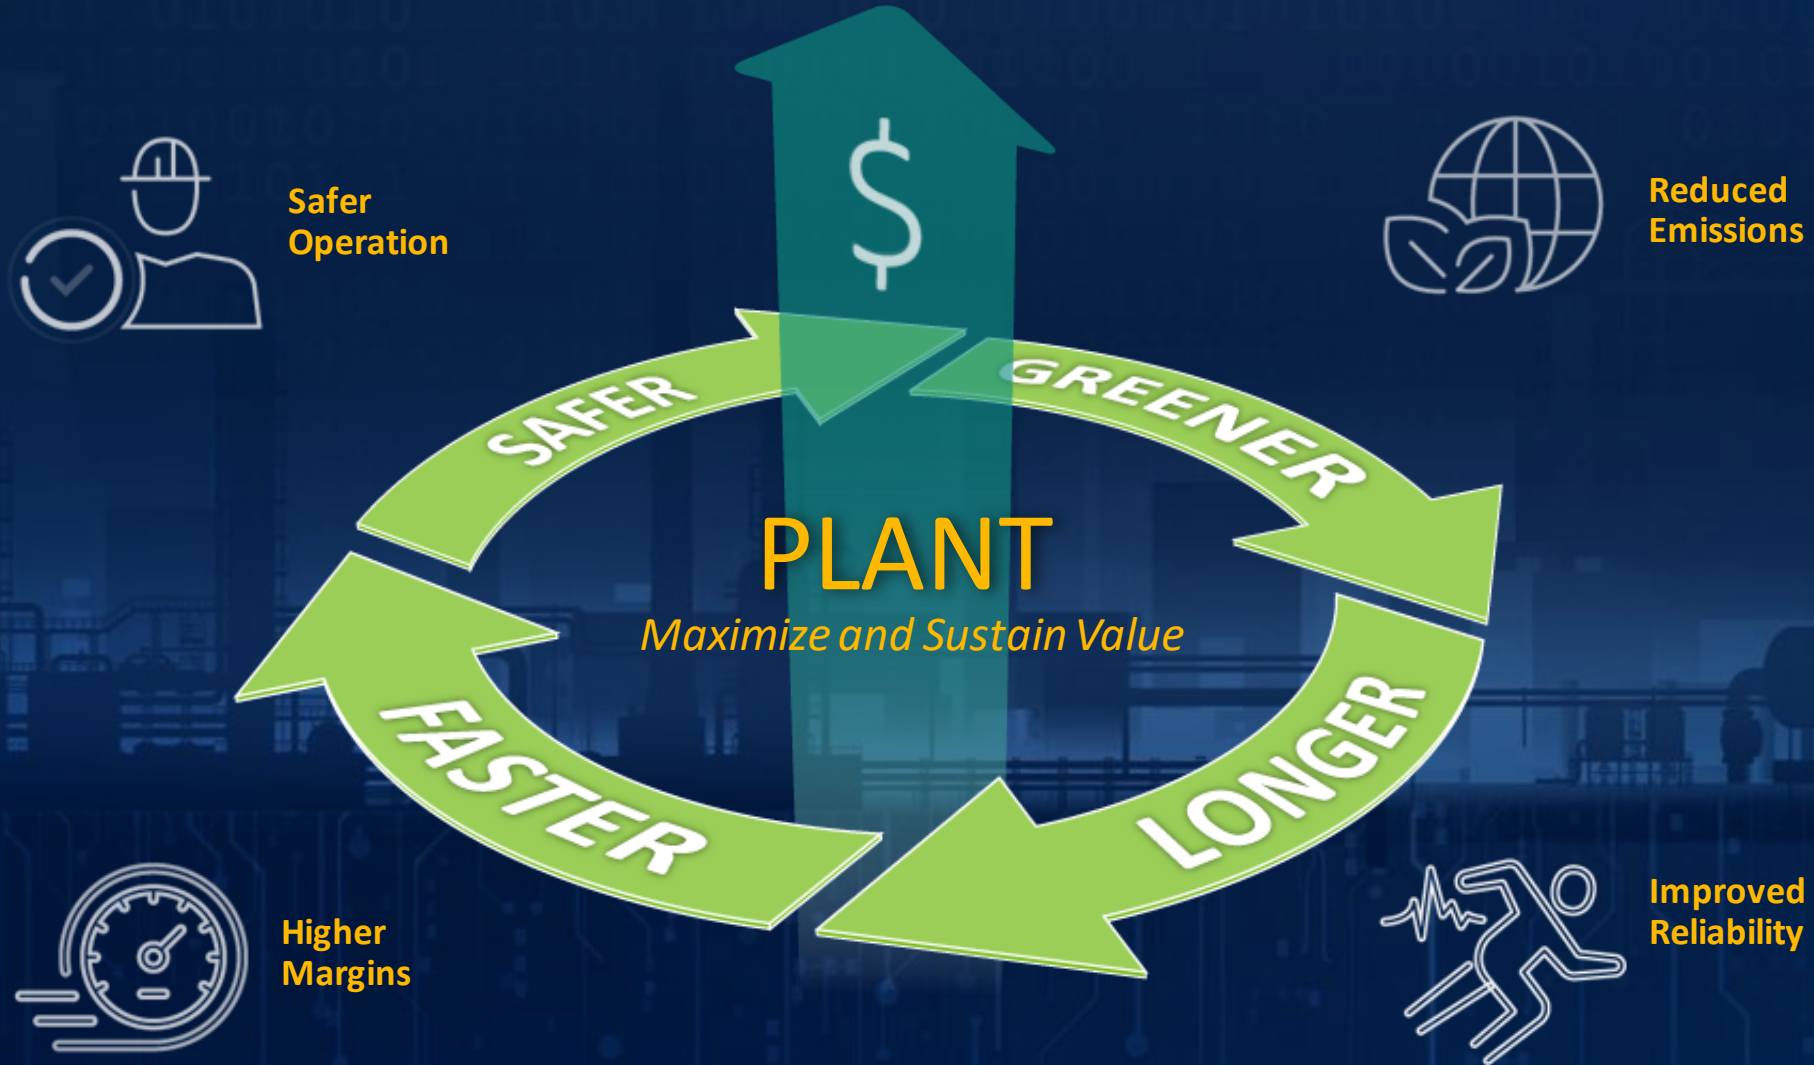 $
Safer
Operation
Reduced
Emissions
SAFER
GREENER
PLANT
Maximize and Sustain Value
FASTER
LONGER
Higher
Margins
Improved
Reliability